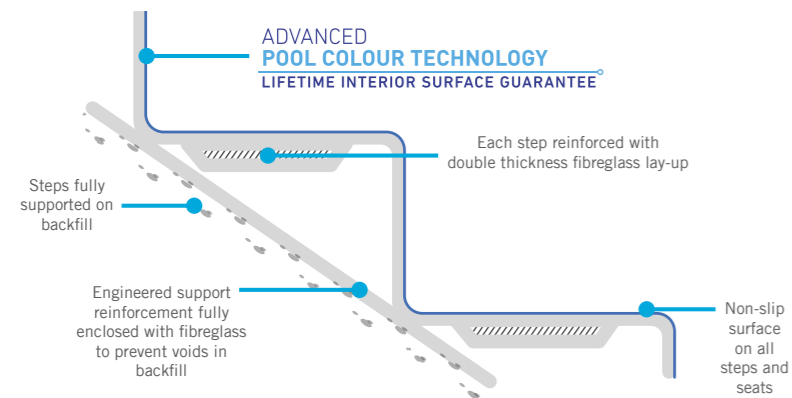 ADVANCED
POOL COLOUR TECHNOLOGY
LIFETIME INTERIOR SURFACE GUARANTEE
Each step reinforced with
double thickness fibreglass lay-up
Steps fully
supported on
backfill
Engineered support
reinforcement fully
enclosed with fibreglass
to prevent voids in
backfill
Non-slip
surface
on all
steps and
seats